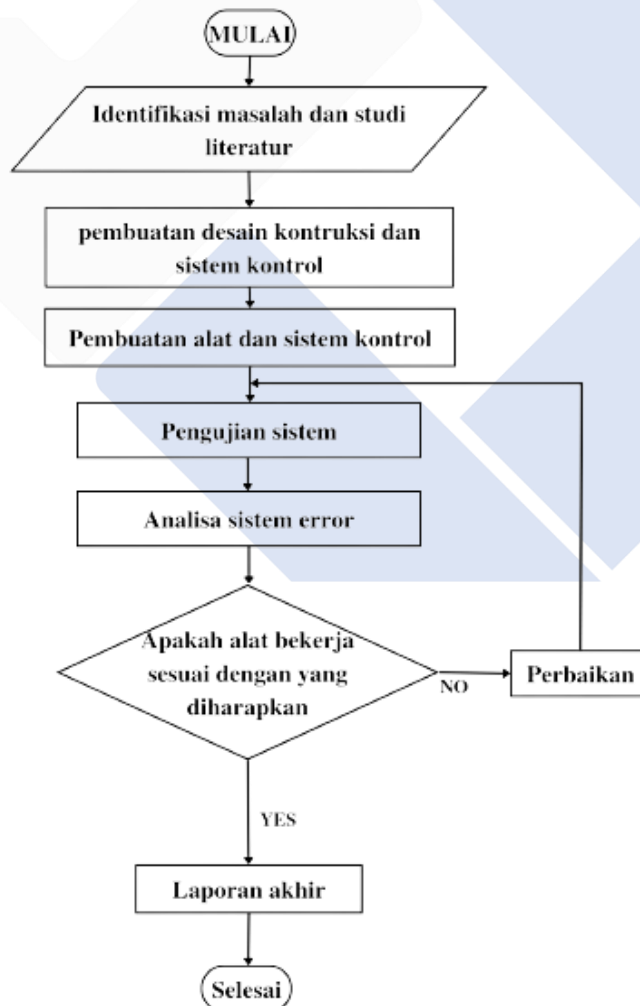 MULAI
Identifikasi masalah dan studi
literatur
pembuatan desain kontruksi dan
sistem kontrol
Pembuatan alat dan sistem kontrol
Pengujian sistem
Analisa sistem error
Apakah alat bekerja
sesuai dengan yang
diharapkan
NO
Perbaikan
YES
Laporan akhir
Selesai